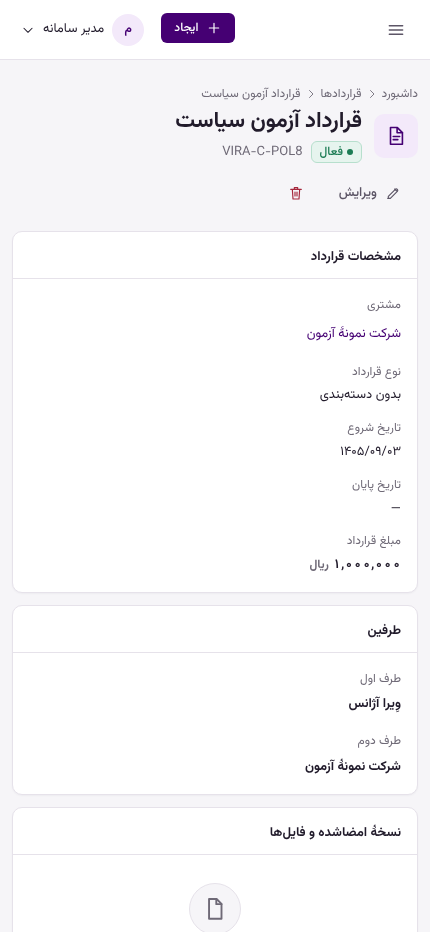 ایجاد
م
مدیر سامانه
داشبورد
قراردادها
قرارداد آزمون سیاست
قرارداد آزمون سیاست
فعال
VIRA-C-POL8
ویرایش
مشخصات قرارداد
مشتری
شرکت نمونهٔ آزمون
نوع قرارداد
بدون دسته‌بندی
تاریخ شروع
۱۴۰۵/۰۹/۰۳
تاریخ پایان
—
مبلغ قرارداد
۱,۰۰۰,۰۰۰ ریال
طرفین
طرف اول
وِیرا آژانس
طرف دوم
شرکت نمونهٔ آزمون
نسخهٔ امضاشده و فایل‌ها